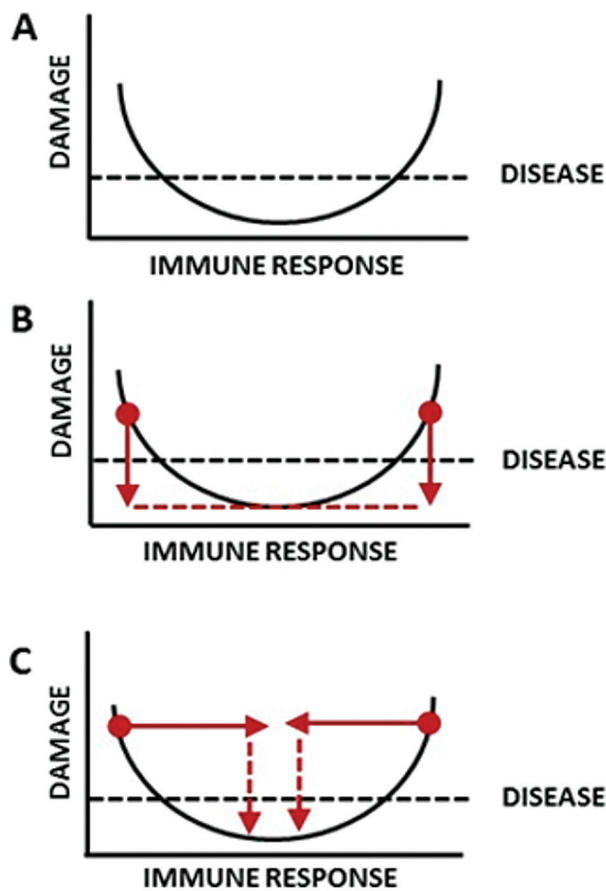 A
DAMAGE
DISEASE
IMMUNE RESPONSE
B
DAMAGE
DISEASE
IMMUNE RESPONSE
C
DAMAGE
DISEASE
IMMUNE RESPONSE